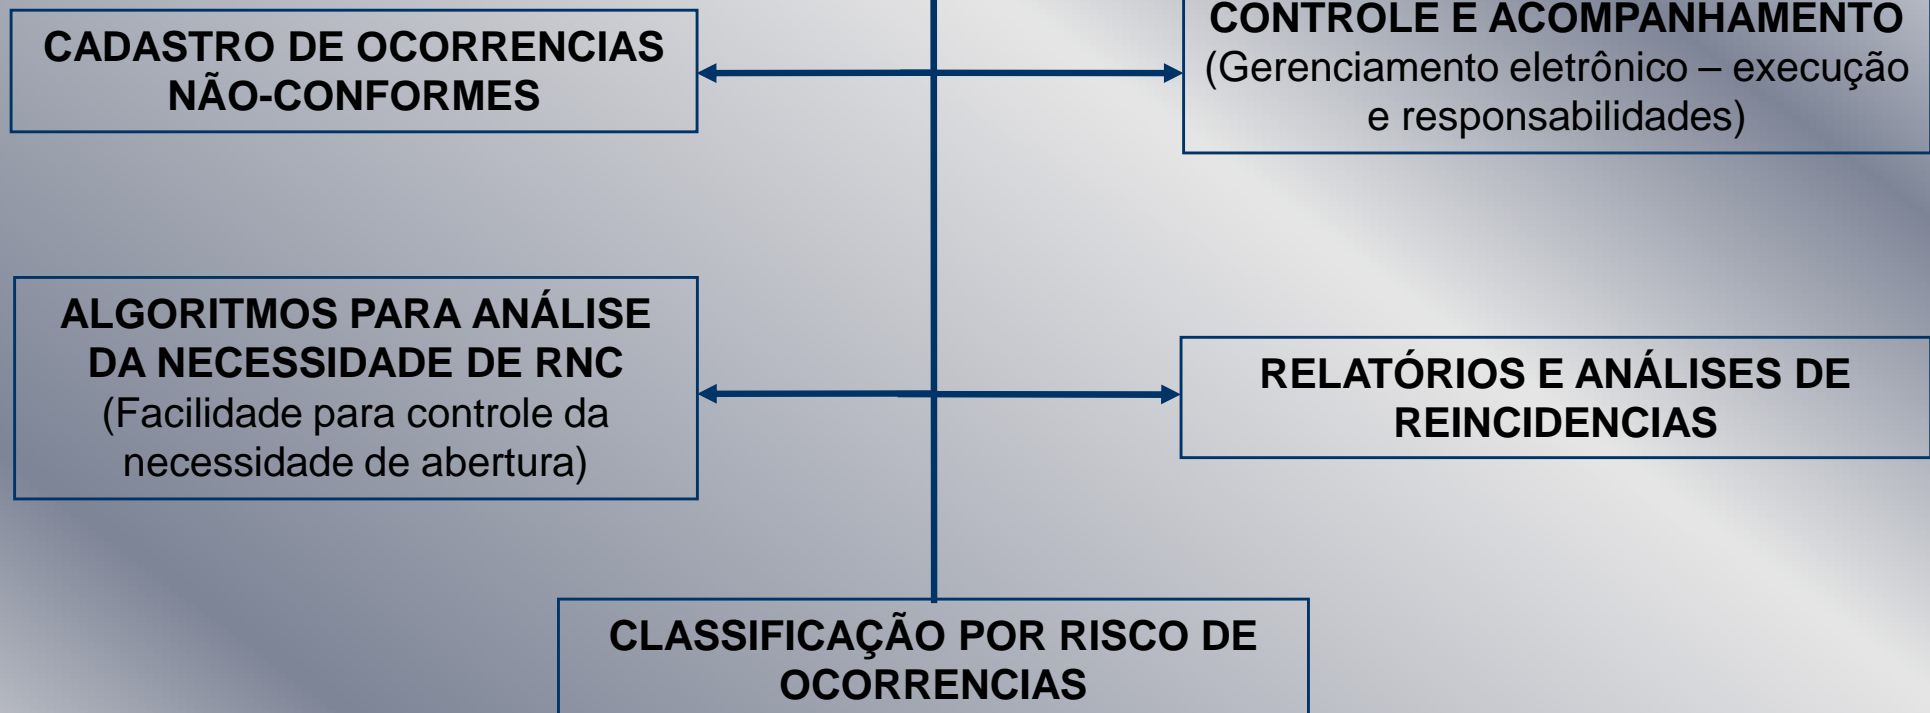 CADASTRO DE OCORRENCIAS
NÃO-CONFORMES
CONTROLE E ACOMPANHAMENTO
(Gerenciamento eletrônico – execução
e responsabilidades)
ALGORITMOS PARA ANÁLISE
DA NECESSIDADE DE RNC
(Facilidade para controle da
necessidade de abertura)
RELATÓRIOS E ANÁLISES DE
REINCIDENCIAS
CLASSIFICAÇÃO POR RISCO DE
OCORRENCIAS